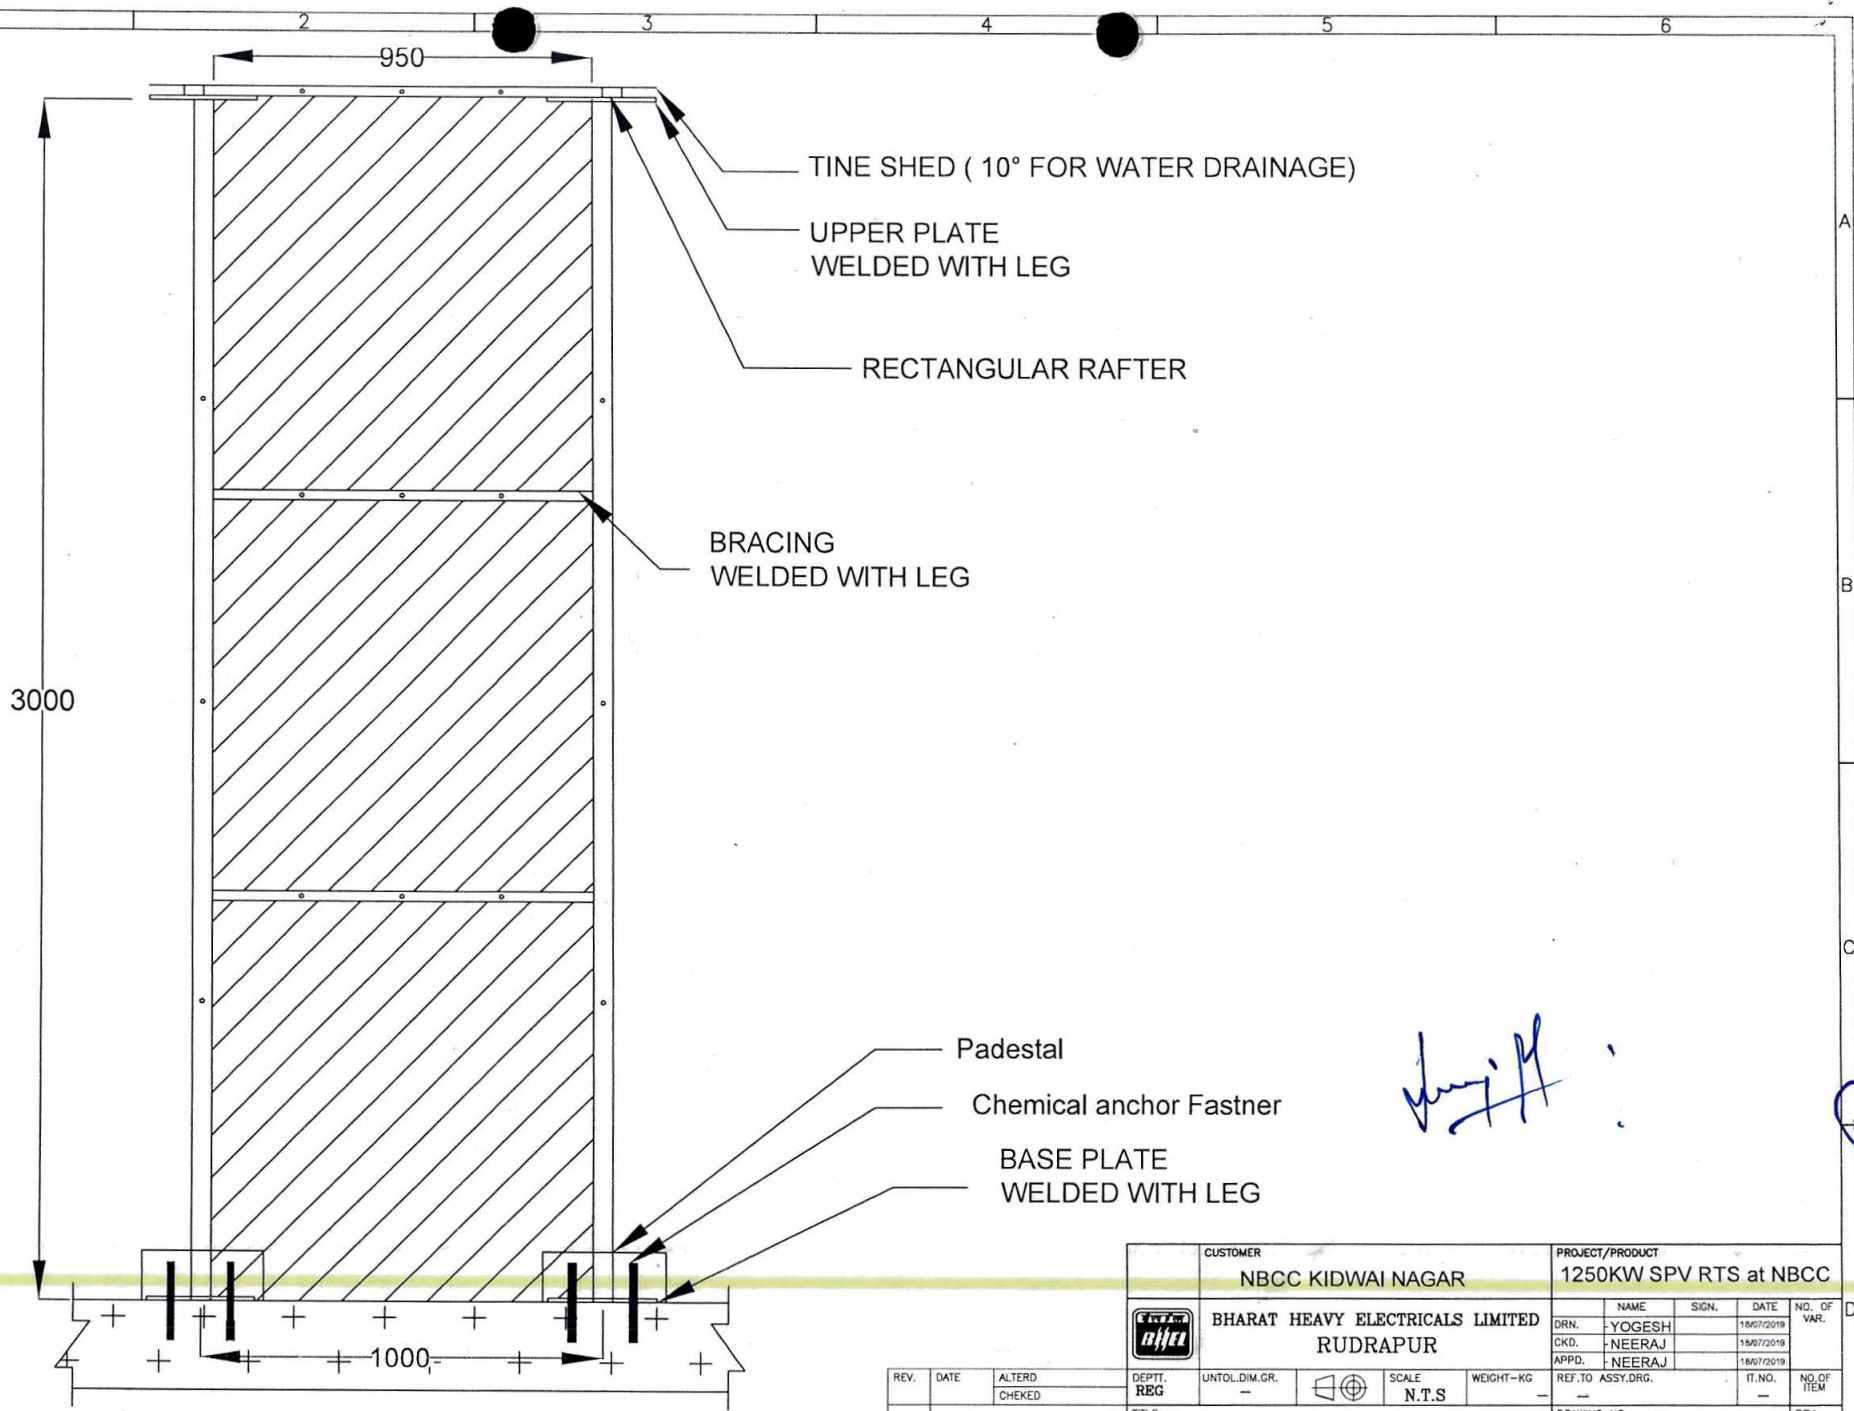 2 3 4 5 6
950
TINE SHED ( 10° FOR WATER DRAINAGE)
A
UPPER PLATE
WELDED WITH LEG
RECTANGULAR RAFTER
BRACING
WELDED WITH LEG
B
3000
C
Padestal
Chemical anchor Fastner
BASE PLATE
WELDED WITH LEG
1000
CUSTOMER
NBCC KIDWAI NAGAR
PROJECT/PRODUCT
1250KW SPV RTS at NBCC
BHEL
BHARAT HEAVY ELECTRICALS LIMITED
RUDRAPUR
NAME SIGN. DATE NO. OF VAR.
D
DRN. YOGESH 18/07/2019
CKD. NEERAJ 18/07/2019
APPD. NEERAJ 18/07/2019
REV. DATE ALTERD
CHEKED
DEPTT.
REG
UNTOL.DIM.GR.
–
SCALE
N.T.S
WEIGHT-KG
–
REF.TO ASSY.DRG.
–
IT.NO.
–
NO.OF
ITEM